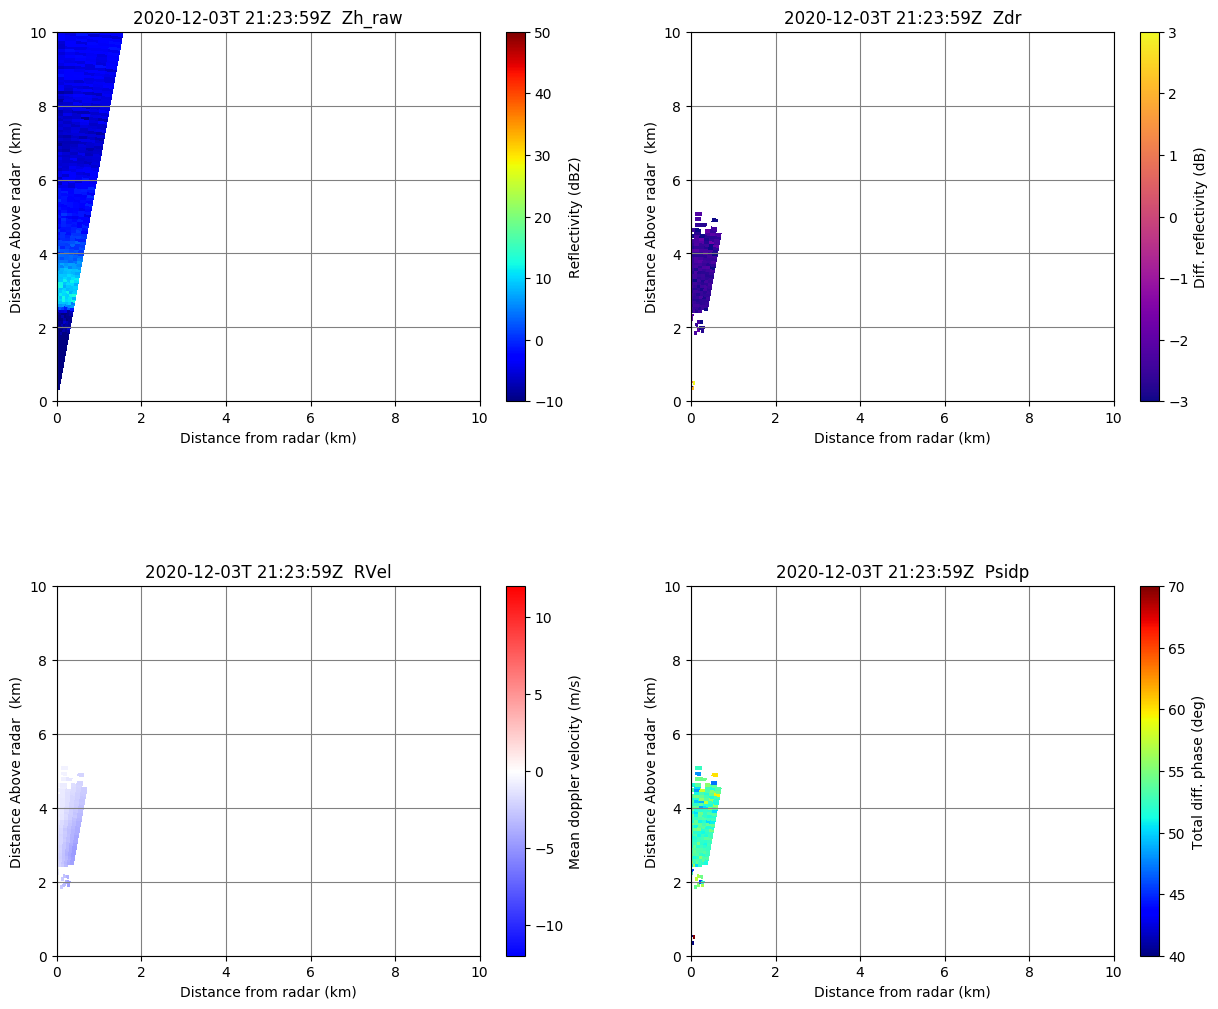 2020-12-03T 21:23:59Z  Zh_raw
10
8
6
4
2
0
0 2 4 6 8 10
Distance Above radar  (km)
Distance from radar (km)
50
40
30
20
10
0
−10
Reflectivity (dBZ)
2020-12-03T 21:23:59Z  Zdr
10
8
6
4
2
0
0 2 4 6 8 10
Distance Above radar  (km)
Distance from radar (km)
3
2
1
0
−1
−2
−3
Diff. reflectivity (dB)
2020-12-03T 21:23:59Z  RVel
10
8
6
4
2
0
0 2 4 6 8 10
Distance Above radar  (km)
Distance from radar (km)
10
5
0
−5
−10
Mean doppler velocity (m/s)
2020-12-03T 21:23:59Z  Psidp
10
8
6
4
2
0
0 2 4 6 8 10
Distance Above radar  (km)
Distance from radar (km)
70
65
60
55
50
45
40
Total diff. phase (deg)